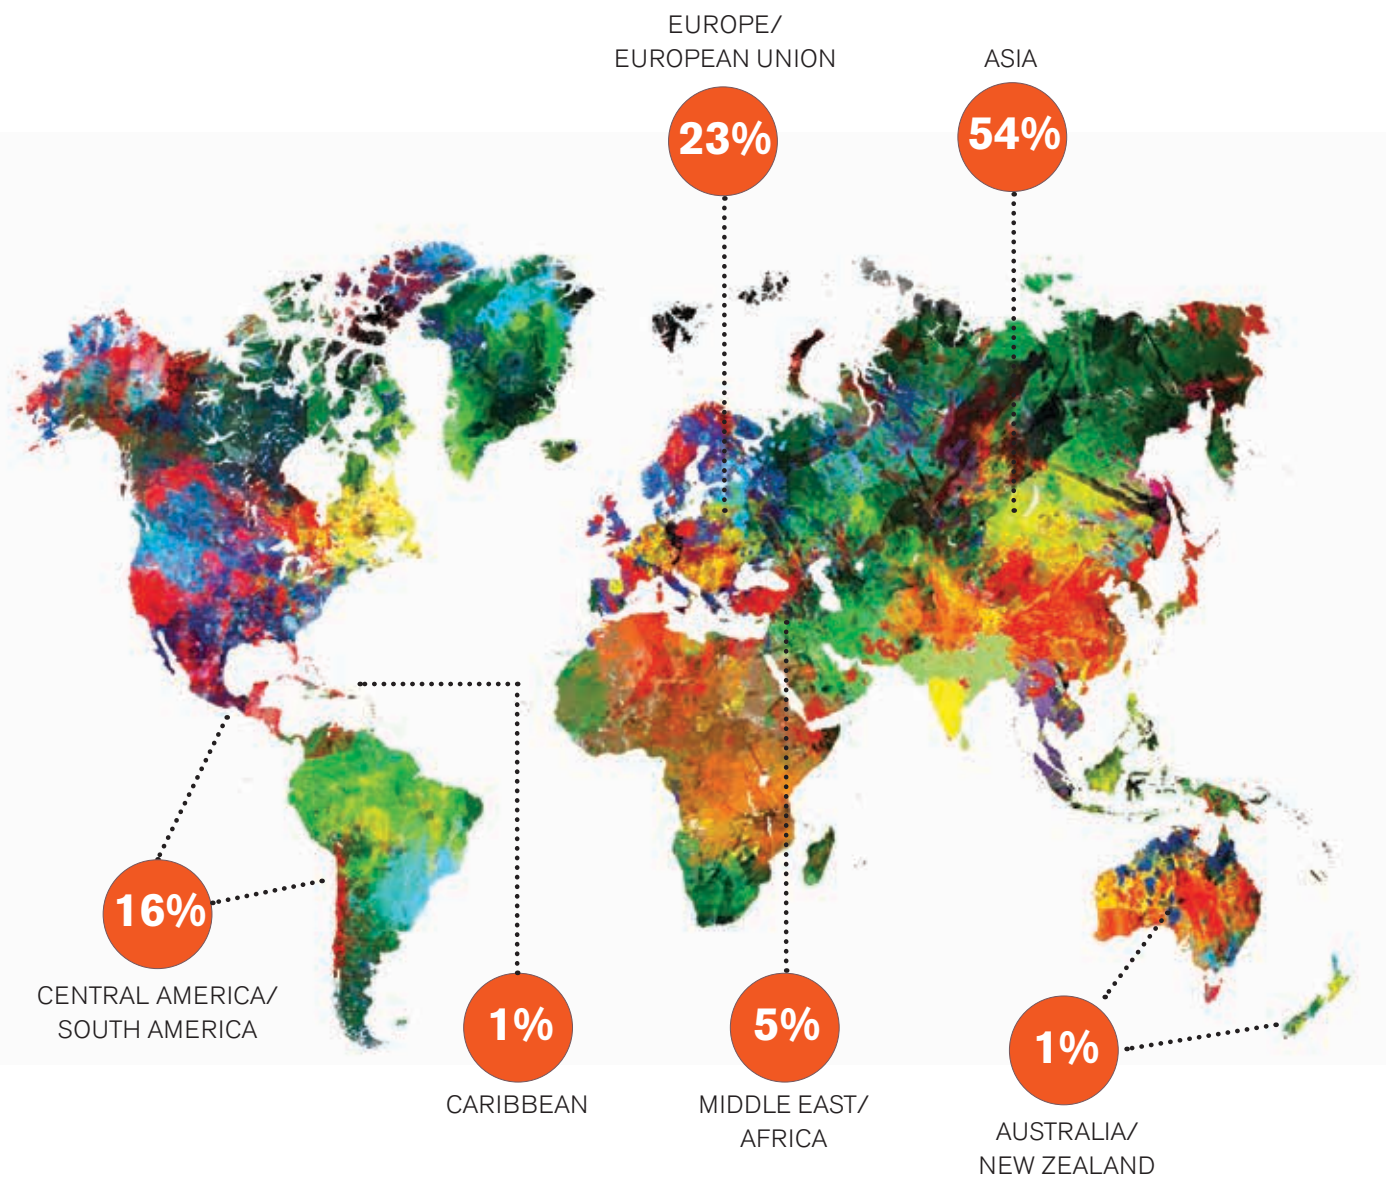 EUROPE/
EUROPEAN UNION
23%
ASIA
54%
16%
CENTRAL AMERICA/
SOUTH AMERICA
1%
CARIBBEAN
5%
MIDDLE EAST/
AFRICA
1%
AUSTRALIA/
NEW ZEALAND